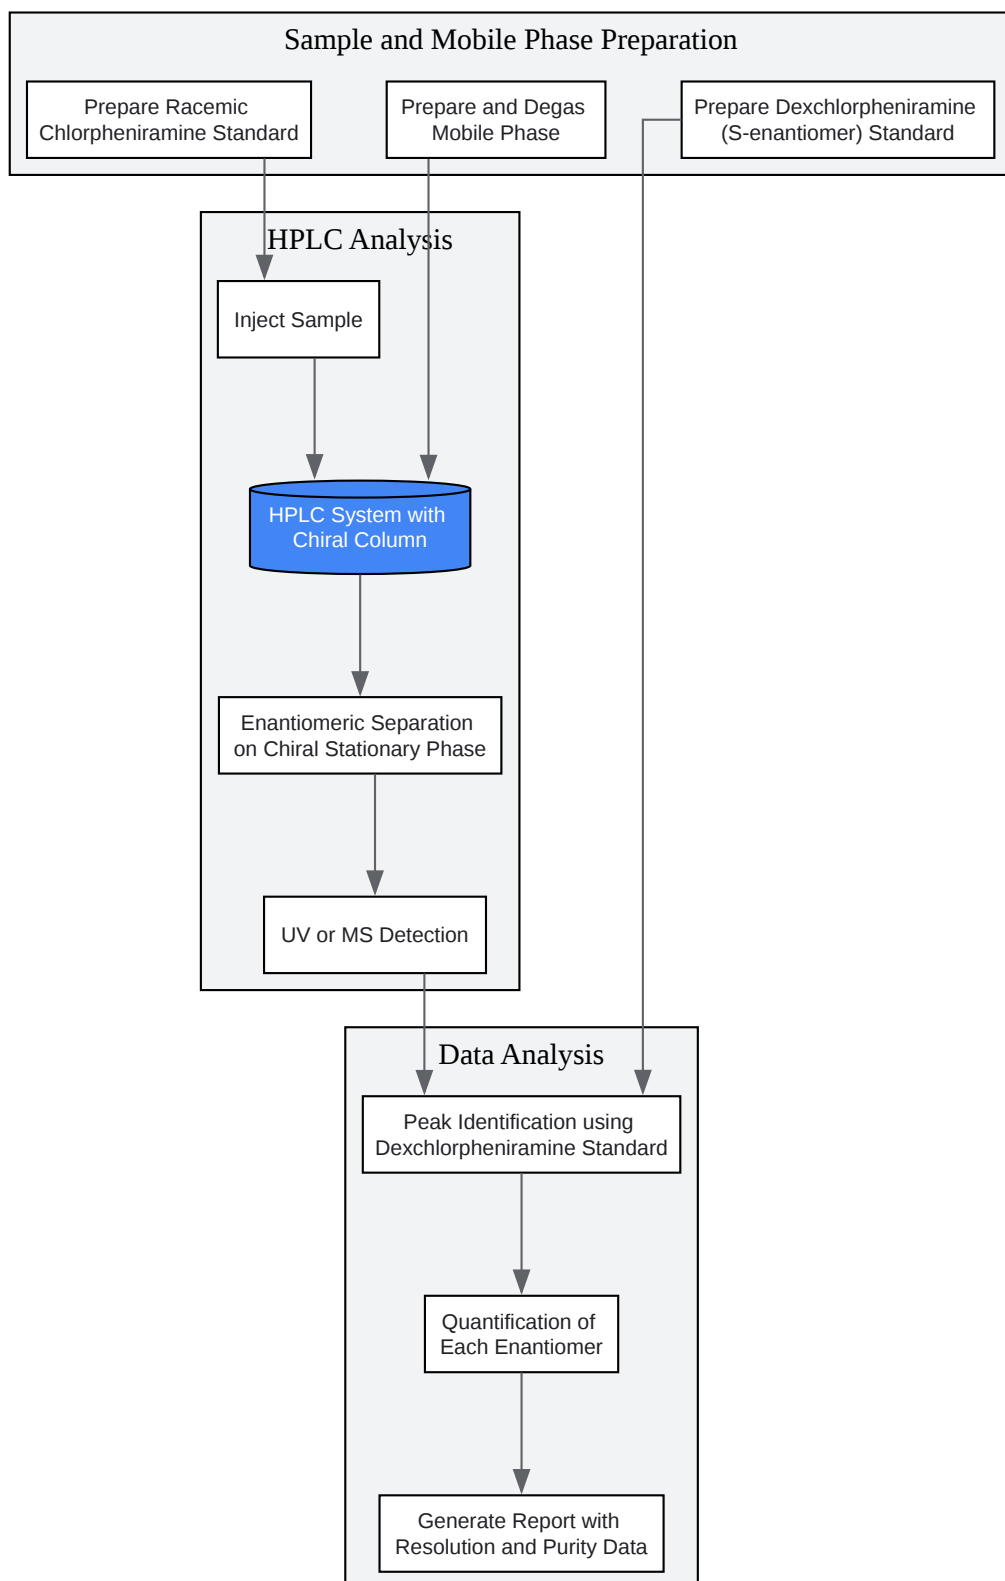 Sample and Mobile Phase Preparation
Prepare Racemic
Chlorpheniramine Standard
Prepare and Degas
Mobile Phase
Prepare Dexchlorpheniramine
(S-enantiomer) Standard
HPLC Analysis
Inject Sample
HPLC System with
Chiral Column
Enantiomeric Separation
on Chiral Stationary Phase
UV or MS Detection
Data Analysis
Peak Identification using
Dexchlorpheniramine Standard
Quantification of
Each Enantiomer
Generate Report with
Resolution and Purity Data